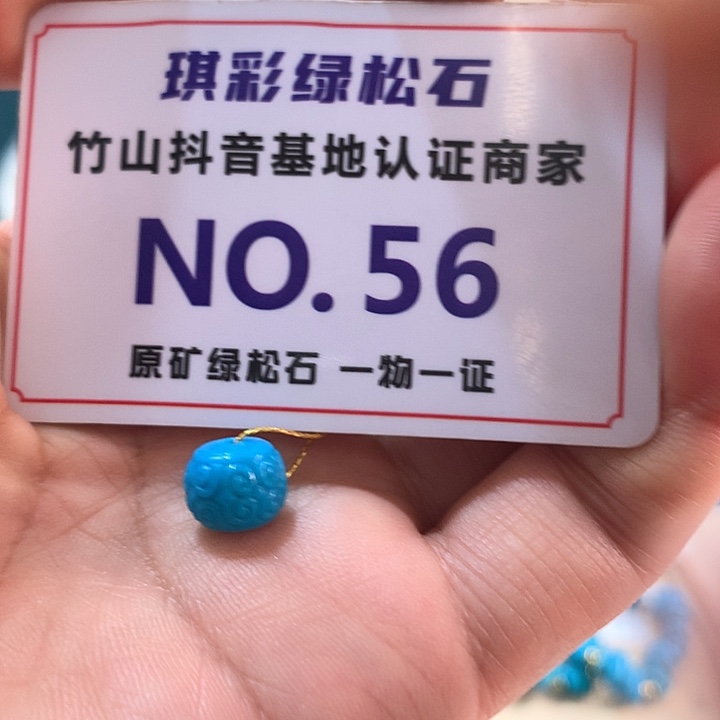 琪彩绿松石
竹山抖音基地认证商家
NO. 56
原矿绿松石 一物一证